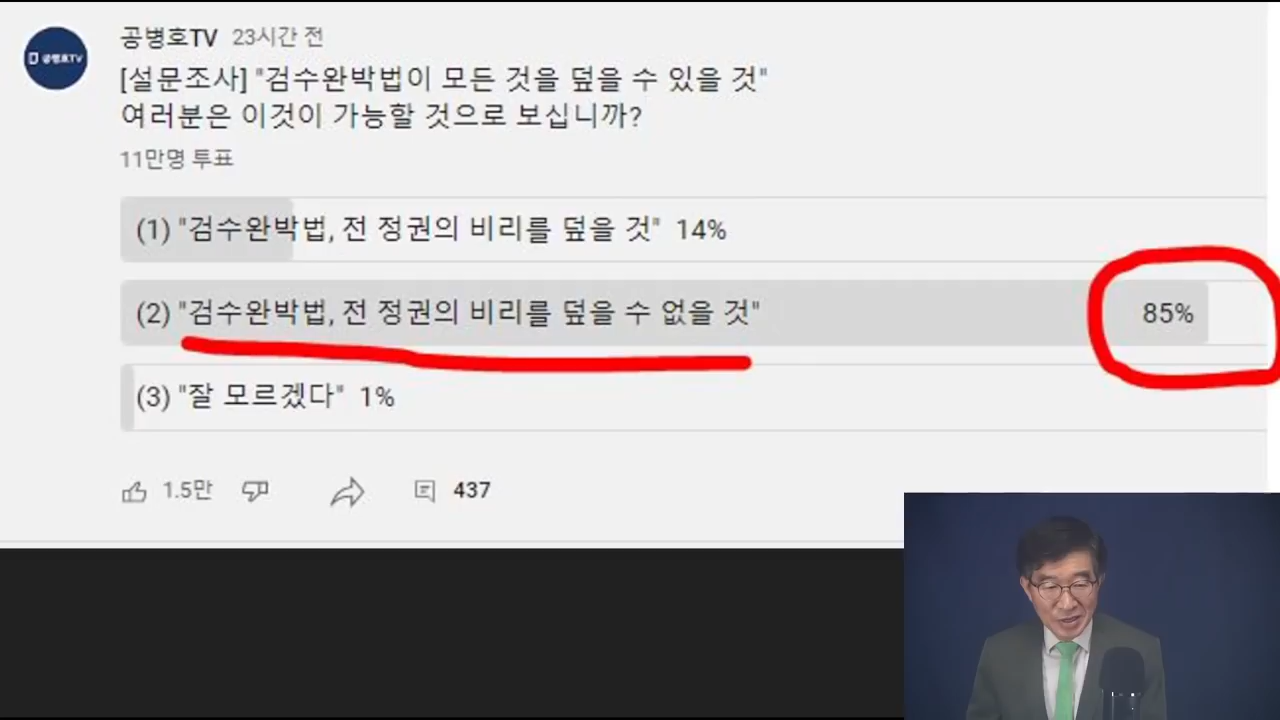 공병호TV 23시간 전
공병호TV
[설문조사] "검수완박법이 모든 것을 덮을 수 있을 것"
여러분은 이것이 가능할 것으로 보십니까?
11만명 투표
(1) "검수완박법, 전 정권의 비리를 덮을 것" 14%
(2) "검수완박법, 전 정권의 비리를 덮을 수 없을 것" 85%
(3) "잘 모르겠다" 1%
1.5만 437